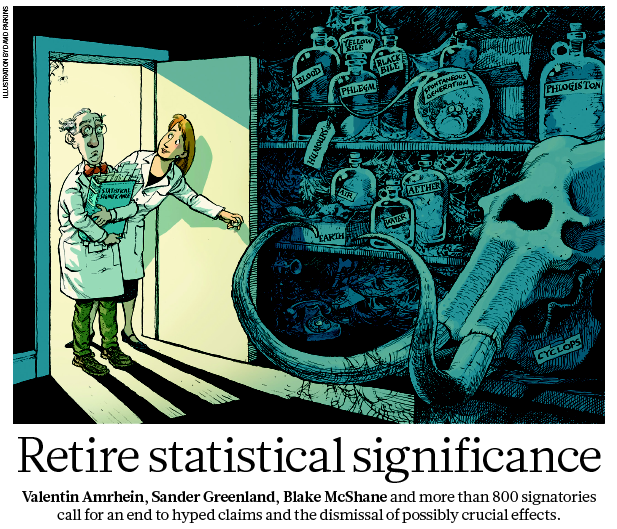 ILLUSTRATION BY DAVID PARKINS
BLOOD
YELLOW
BILE
BLACK
BILE
PHLEGM
HUMOURS
SPONTANEOUS
GENERATION
PHLOGISTON
STATISTICAL
SIGNIFICANCE
AIR
AETHER
WATER
EARTH
CYCLOPS
Retire statistical significance
Valentin Amrhein, Sander Greenland, Blake McShane and more than 800 signatories
call for an end to hyped claims and the dismissal of possibly crucial effects.